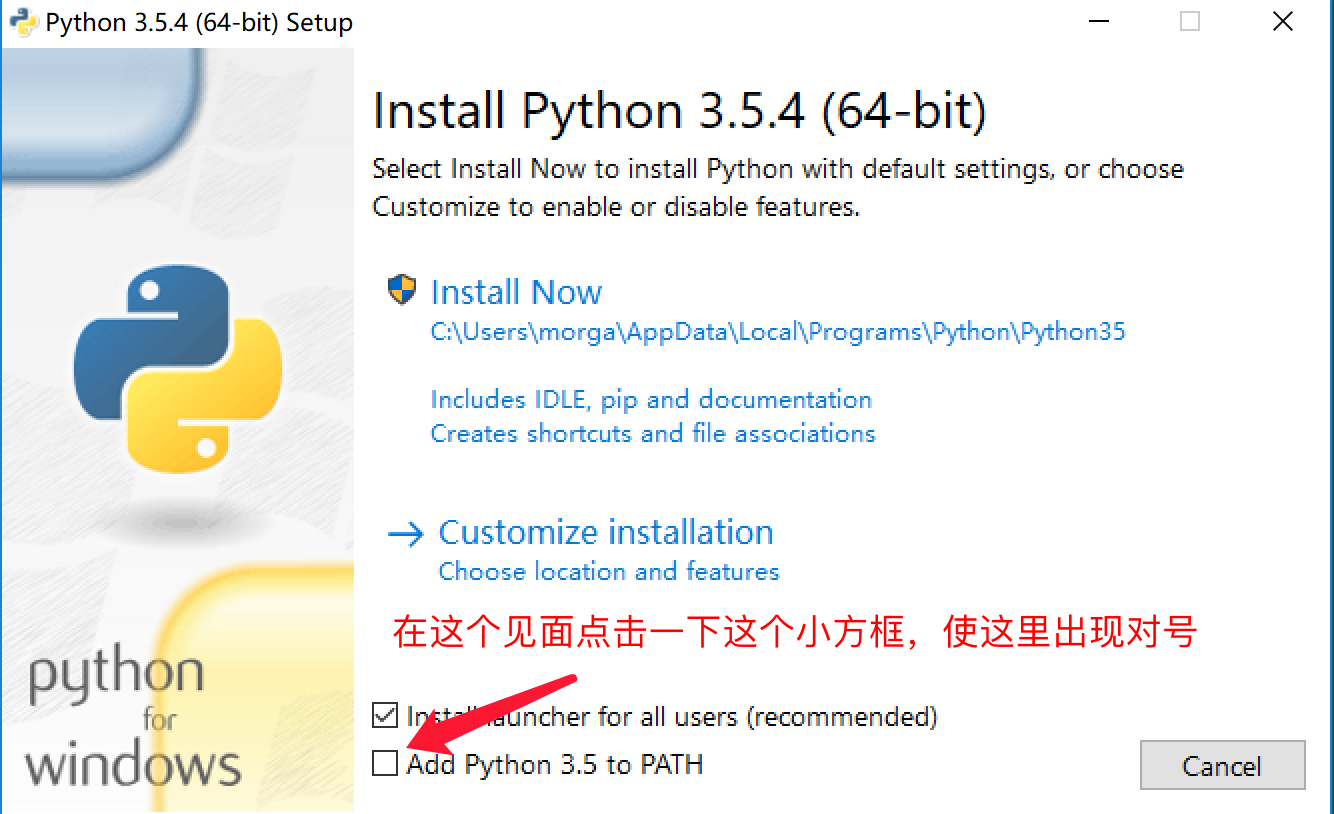 Python 3.5.4 (64-bit) Setup
Install Python 3.5.4 (64-bit)
Select Install Now to install Python with default settings, or choose
Customize to enable or disable features.
Install Now
C:\Users\morga\AppData\Local\Programs\Python\Python35
Includes IDLE, pip and documentation
Creates shortcuts and file associations
Customize installation
Choose location and features
在这个见面点击一下这个小方框，使这里出现对号
Install launcher for all users (recommended)
Add Python 3.5 to PATH
python
for
windows
Cancel